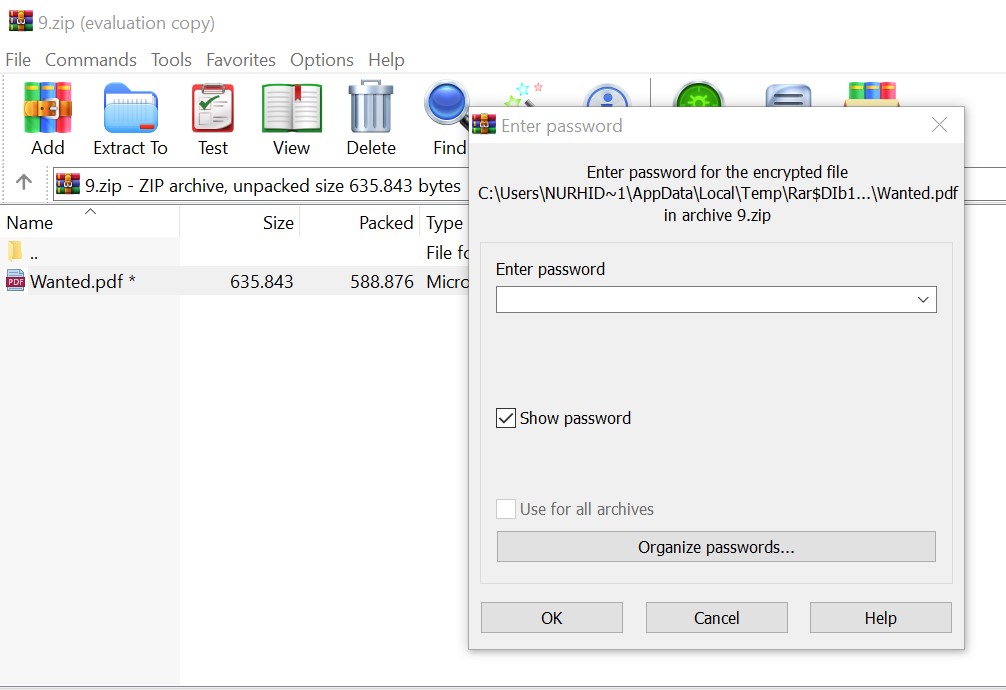 9.zip (evaluation copy)
File Commands Tools Favorites Options Help
Add Extract To Test View Delete Find
9.zip - ZIP archive, unpacked size 635.843 bytes
Name Size Packed Type
.. File fo
PDF Wanted.pdf * 635.843 588.876 Micro
Enter password
Enter password for the encrypted file
C:\Users\NURHID~1\AppData\Local\Temp\Rar$DIb1...\Wanted.pdf
in archive 9.zip
Enter password
Show password
Use for all archives
Organize passwords...
OK Cancel Help